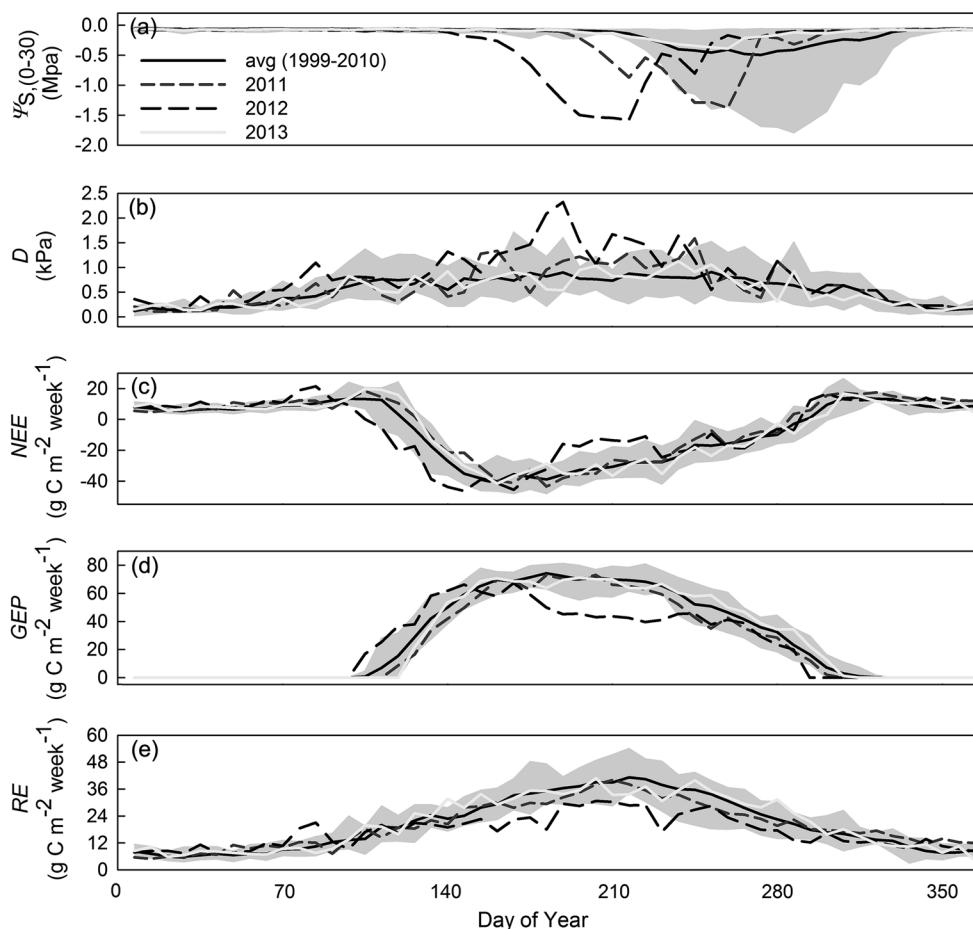 (a)
ΨS,(0-30)
(Mpa)
0.0
-0.5
-1.0
-1.5
-2.0
avg (1999-2010)
2011
2012
2013
(b)
D
(kPa)
2.5
2.0
1.5
1.0
0.5
0.0
(c)
NEE
(g C m-2 week-1)
20
0
-20
-40
(d)
GEP
(g C m-2 week-1)
80
60
40
20
0
(e)
RE
(g C m-2 week-1)
60
48
36
24
12
0
0 70 140 210 280 350
Day of Year